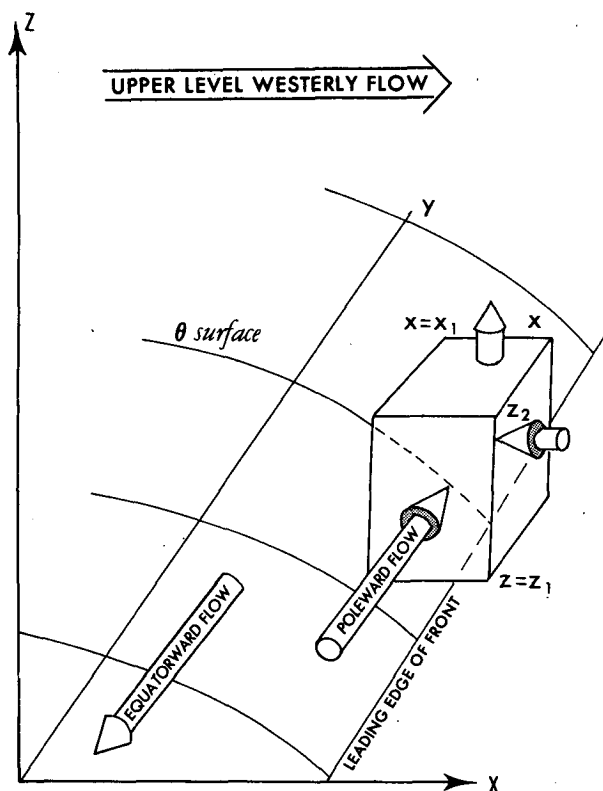 Z
UPPER LEVEL WESTERLY FLOW
Y
X=X1
X
θ surface
Z2
POLEWARD FLOW
Z=Z1
EQUATORWARD FLOW
LEADING EDGE OF FRONT
X